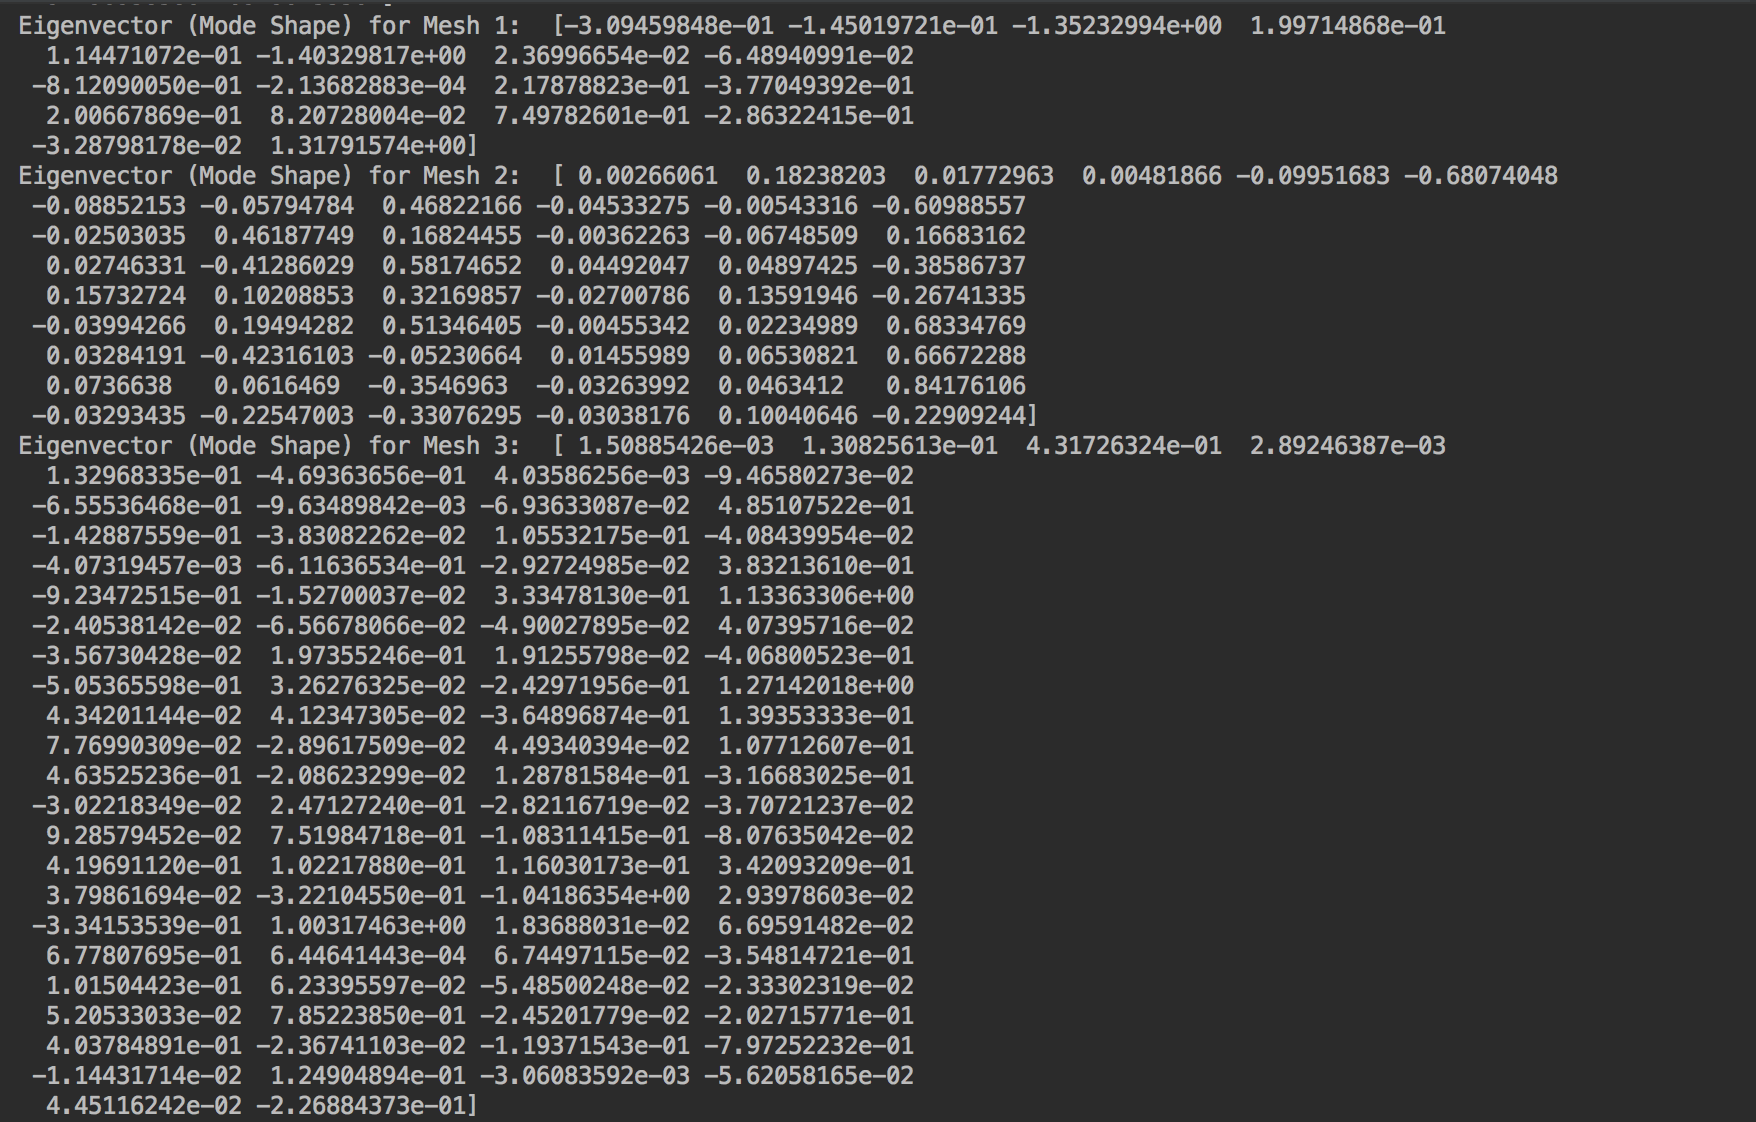 Eigenvector (Mode Shape) for Mesh 1:  [-3.09459848e-01 -1.45019721e-01 -1.35232994e+00  1.99714868e-01
  1.14471072e-01 -1.40329817e+00  2.36996654e-02 -6.48940991e-02
 -8.12090050e-01 -2.13682883e-04  2.17878823e-01 -3.77049392e-01
  2.00667869e-01  8.20728004e-02  7.49782601e-01 -2.86322415e-01
 -3.28798178e-02  1.31791574e+00]
Eigenvector (Mode Shape) for Mesh 2:  [ 0.00266061  0.18238203  0.01772963  0.00481866 -0.09951683 -0.68074048
 -0.08852153 -0.05794784  0.46822166 -0.04533275 -0.00543316 -0.60988557
 -0.02503035  0.46187749  0.16824455 -0.00362263 -0.06748509  0.16683162
  0.02746331 -0.41286029  0.58174652  0.04492047  0.04897425 -0.38586737
  0.15732724  0.10208853  0.32169857 -0.02700786  0.13591946 -0.26741335
 -0.03994266  0.19494282  0.51346405 -0.00455342  0.02234989  0.68334769
  0.03284191 -0.42316103 -0.05230664  0.01455989  0.06530821  0.66672288
  0.0736638   0.0616469  -0.3546963  -0.03263992  0.0463412   0.84176106
 -0.03293435 -0.22547003 -0.33076295 -0.03038176  0.10040646 -0.22909244]
Eigenvector (Mode Shape) for Mesh 3:  [ 1.50885426e-03  1.30825613e-01  4.31726324e-01  2.89246387e-03
  1.32968335e-01 -4.69363656e-01  4.03586256e-03 -9.46580273e-02
 -6.55536468e-01 -9.63489842e-03 -6.93633087e-02  4.85107522e-01
 -1.42887559e-01 -3.83082262e-02  1.05532175e-01 -4.08439954e-02
 -4.07319457e-03 -6.11636534e-01 -2.92724985e-02  3.83213610e-01
 -9.23472515e-01 -1.52700037e-02  3.33478130e-01  1.13363306e+00
 -2.40538142e-02 -6.56678066e-02 -4.90027895e-02  4.07395716e-02
 -3.56730428e-02  1.97355246e-01  1.91255798e-02 -4.06800523e-01
 -5.05365598e-01  3.26276325e-02 -2.42971956e-01  1.27142018e+00
  4.34201144e-02  4.12347305e-02 -3.64896874e-01  1.39353333e-01
  7.76990309e-02 -2.89617509e-02  4.49340394e-02  1.07712607e-01
  4.63525236e-01 -2.08623299e-02  1.28781584e-01 -3.16683025e-01
 -3.02218349e-02  2.47127240e-01 -2.82116719e-02 -3.70721237e-02
  9.28579452e-02  7.51984718e-01 -1.08311415e-01 -8.07635042e-02
  4.19691120e-01  1.02217880e-01  1.16030173e-01  3.42093209e-01
  3.79861694e-02 -3.22104550e-01 -1.04186354e+00  2.93978603e-02
 -3.34153539e-01  1.00317463e+00  1.83688031e-02  6.69591482e-02
  6.77807695e-01  6.44641443e-04  6.74497115e-02 -3.54814721e-01
  1.01504423e-01  6.23395597e-02 -5.48500248e-02 -2.33302319e-02
  5.20533033e-02  7.85223850e-01 -2.45201779e-02 -2.02715771e-01
  4.03784891e-01 -2.36741103e-02 -1.19371543e-01 -7.97252232e-01
 -1.14431714e-02  1.24904894e-01 -3.06083592e-03 -5.62058165e-02
  4.45116242e-02 -2.26884373e-01]